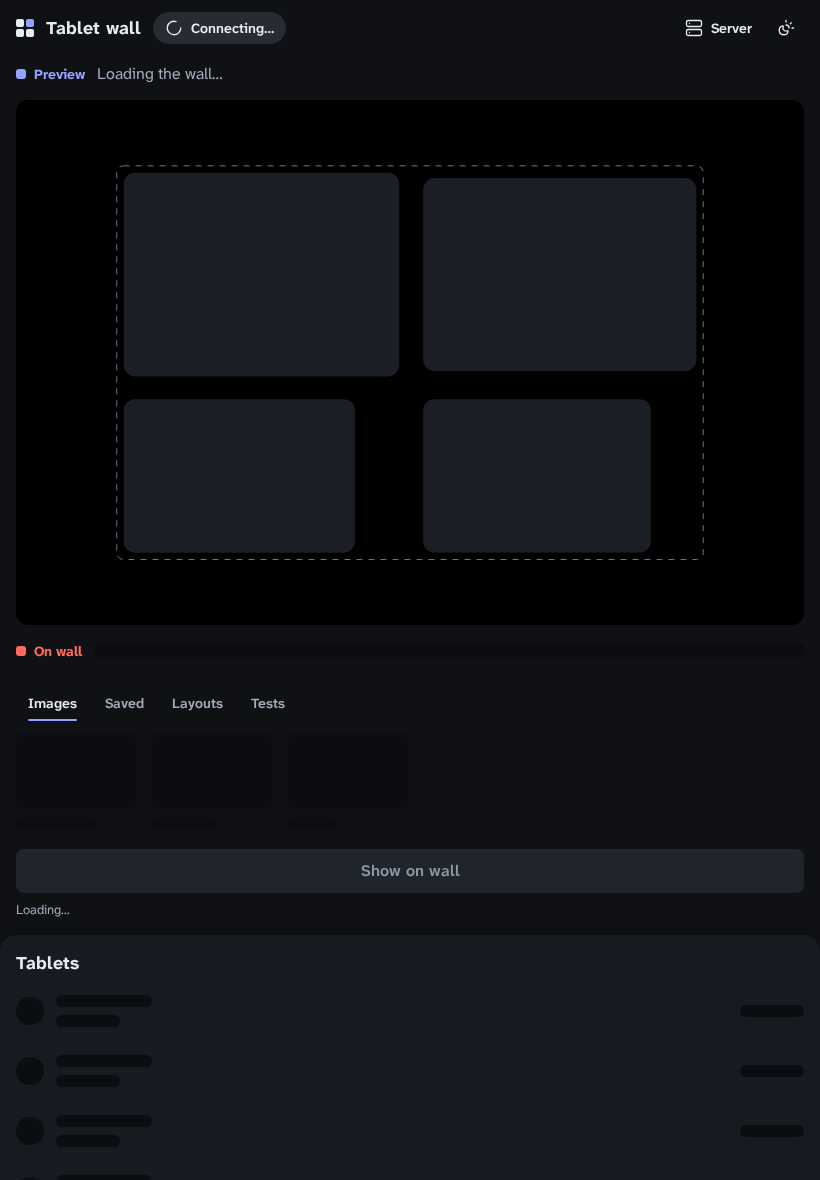 Tablet wall
Connecting...
Server
Preview
Loading the wall...
On wall
Images
Saved
Layouts
Tests
Show on wall
Loading...
Tablets